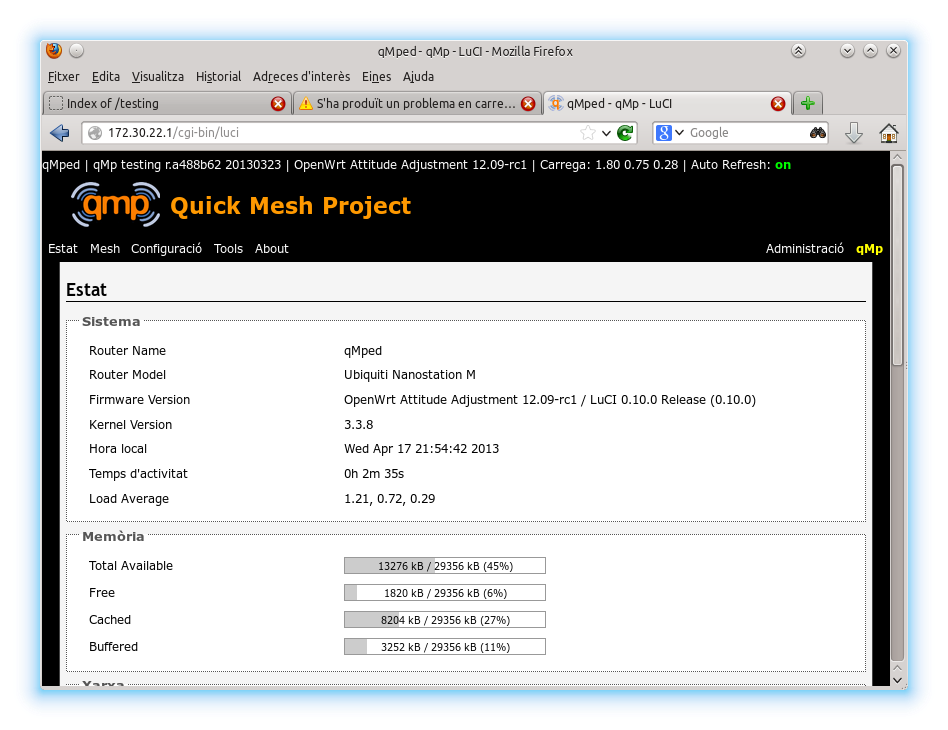 qMped - qMp - LuCI - Mozilla Firefox
Fitxer Edita Visualitza Historial Adreces d'interès Eines Ajuda
Index of /testing S'ha produït un problema en carre... qMped - qMp - LuCI
172.30.22.1/cgi-bin/luci Google
qMped | qMp testing r.a488b62 20130323 | OpenWrt Attitude Adjustment 12.09-rc1 | Carrega: 1.80 0.75 0.28 | Auto Refresh: on
qmp Quick Mesh Project
Estat Mesh Configuració Tools About Administració qMp
Estat
Sistema
Router Name qMped
Router Model Ubiquiti Nanostation M
Firmware Version OpenWrt Attitude Adjustment 12.09-rc1 / LuCI 0.10.0 Release (0.10.0)
Kernel Version 3.3.8
Hora local Wed Apr 17 21:54:42 2013
Temps d'activitat 0h 2m 35s
Load Average 1.21, 0.72, 0.29
Memòria
Total Available 13276 kB / 29356 kB (45%)
Free 1820 kB / 29356 kB (6%)
Cached 8204 kB / 29356 kB (27%)
Buffered 3252 kB / 29356 kB (11%)
Xarxa